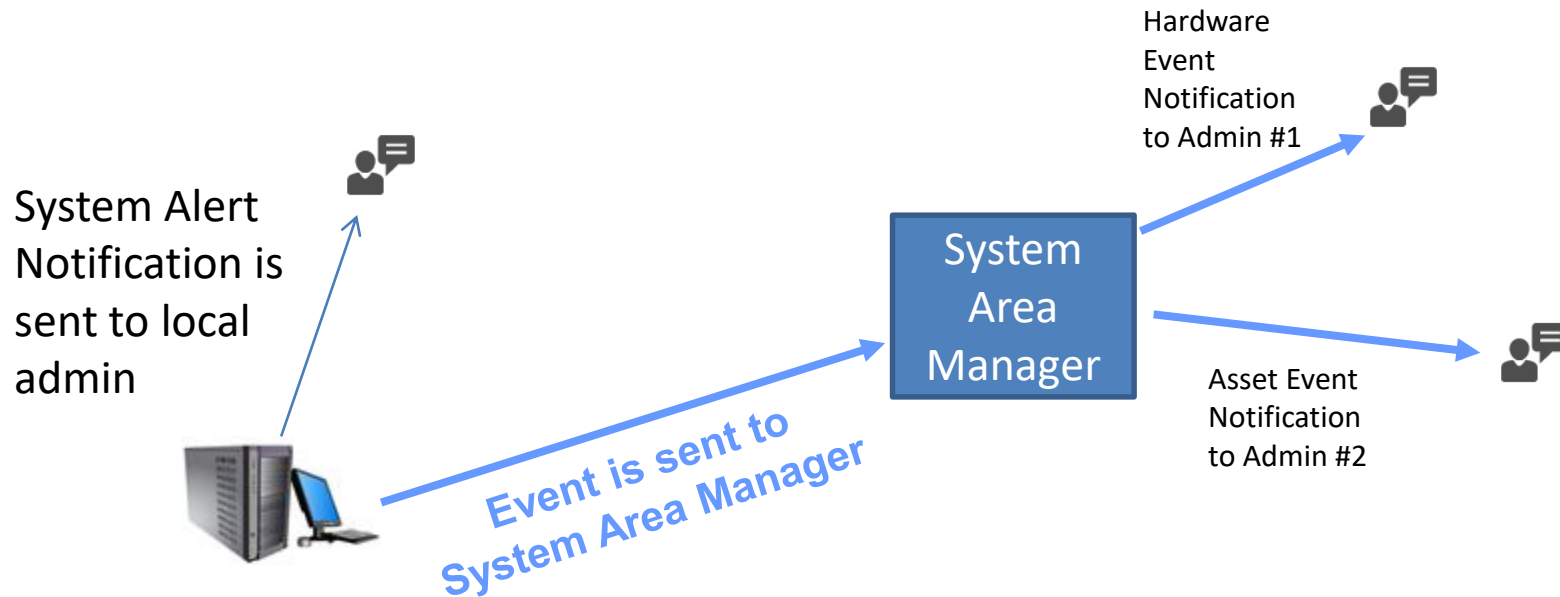 Hardware
Event
Notification
to Admin #1
System Alert
Notification is
sent to local
admin
System
Area
Manager
Event is sent to
System Area Manager
Asset Event
Notification
to Admin #2